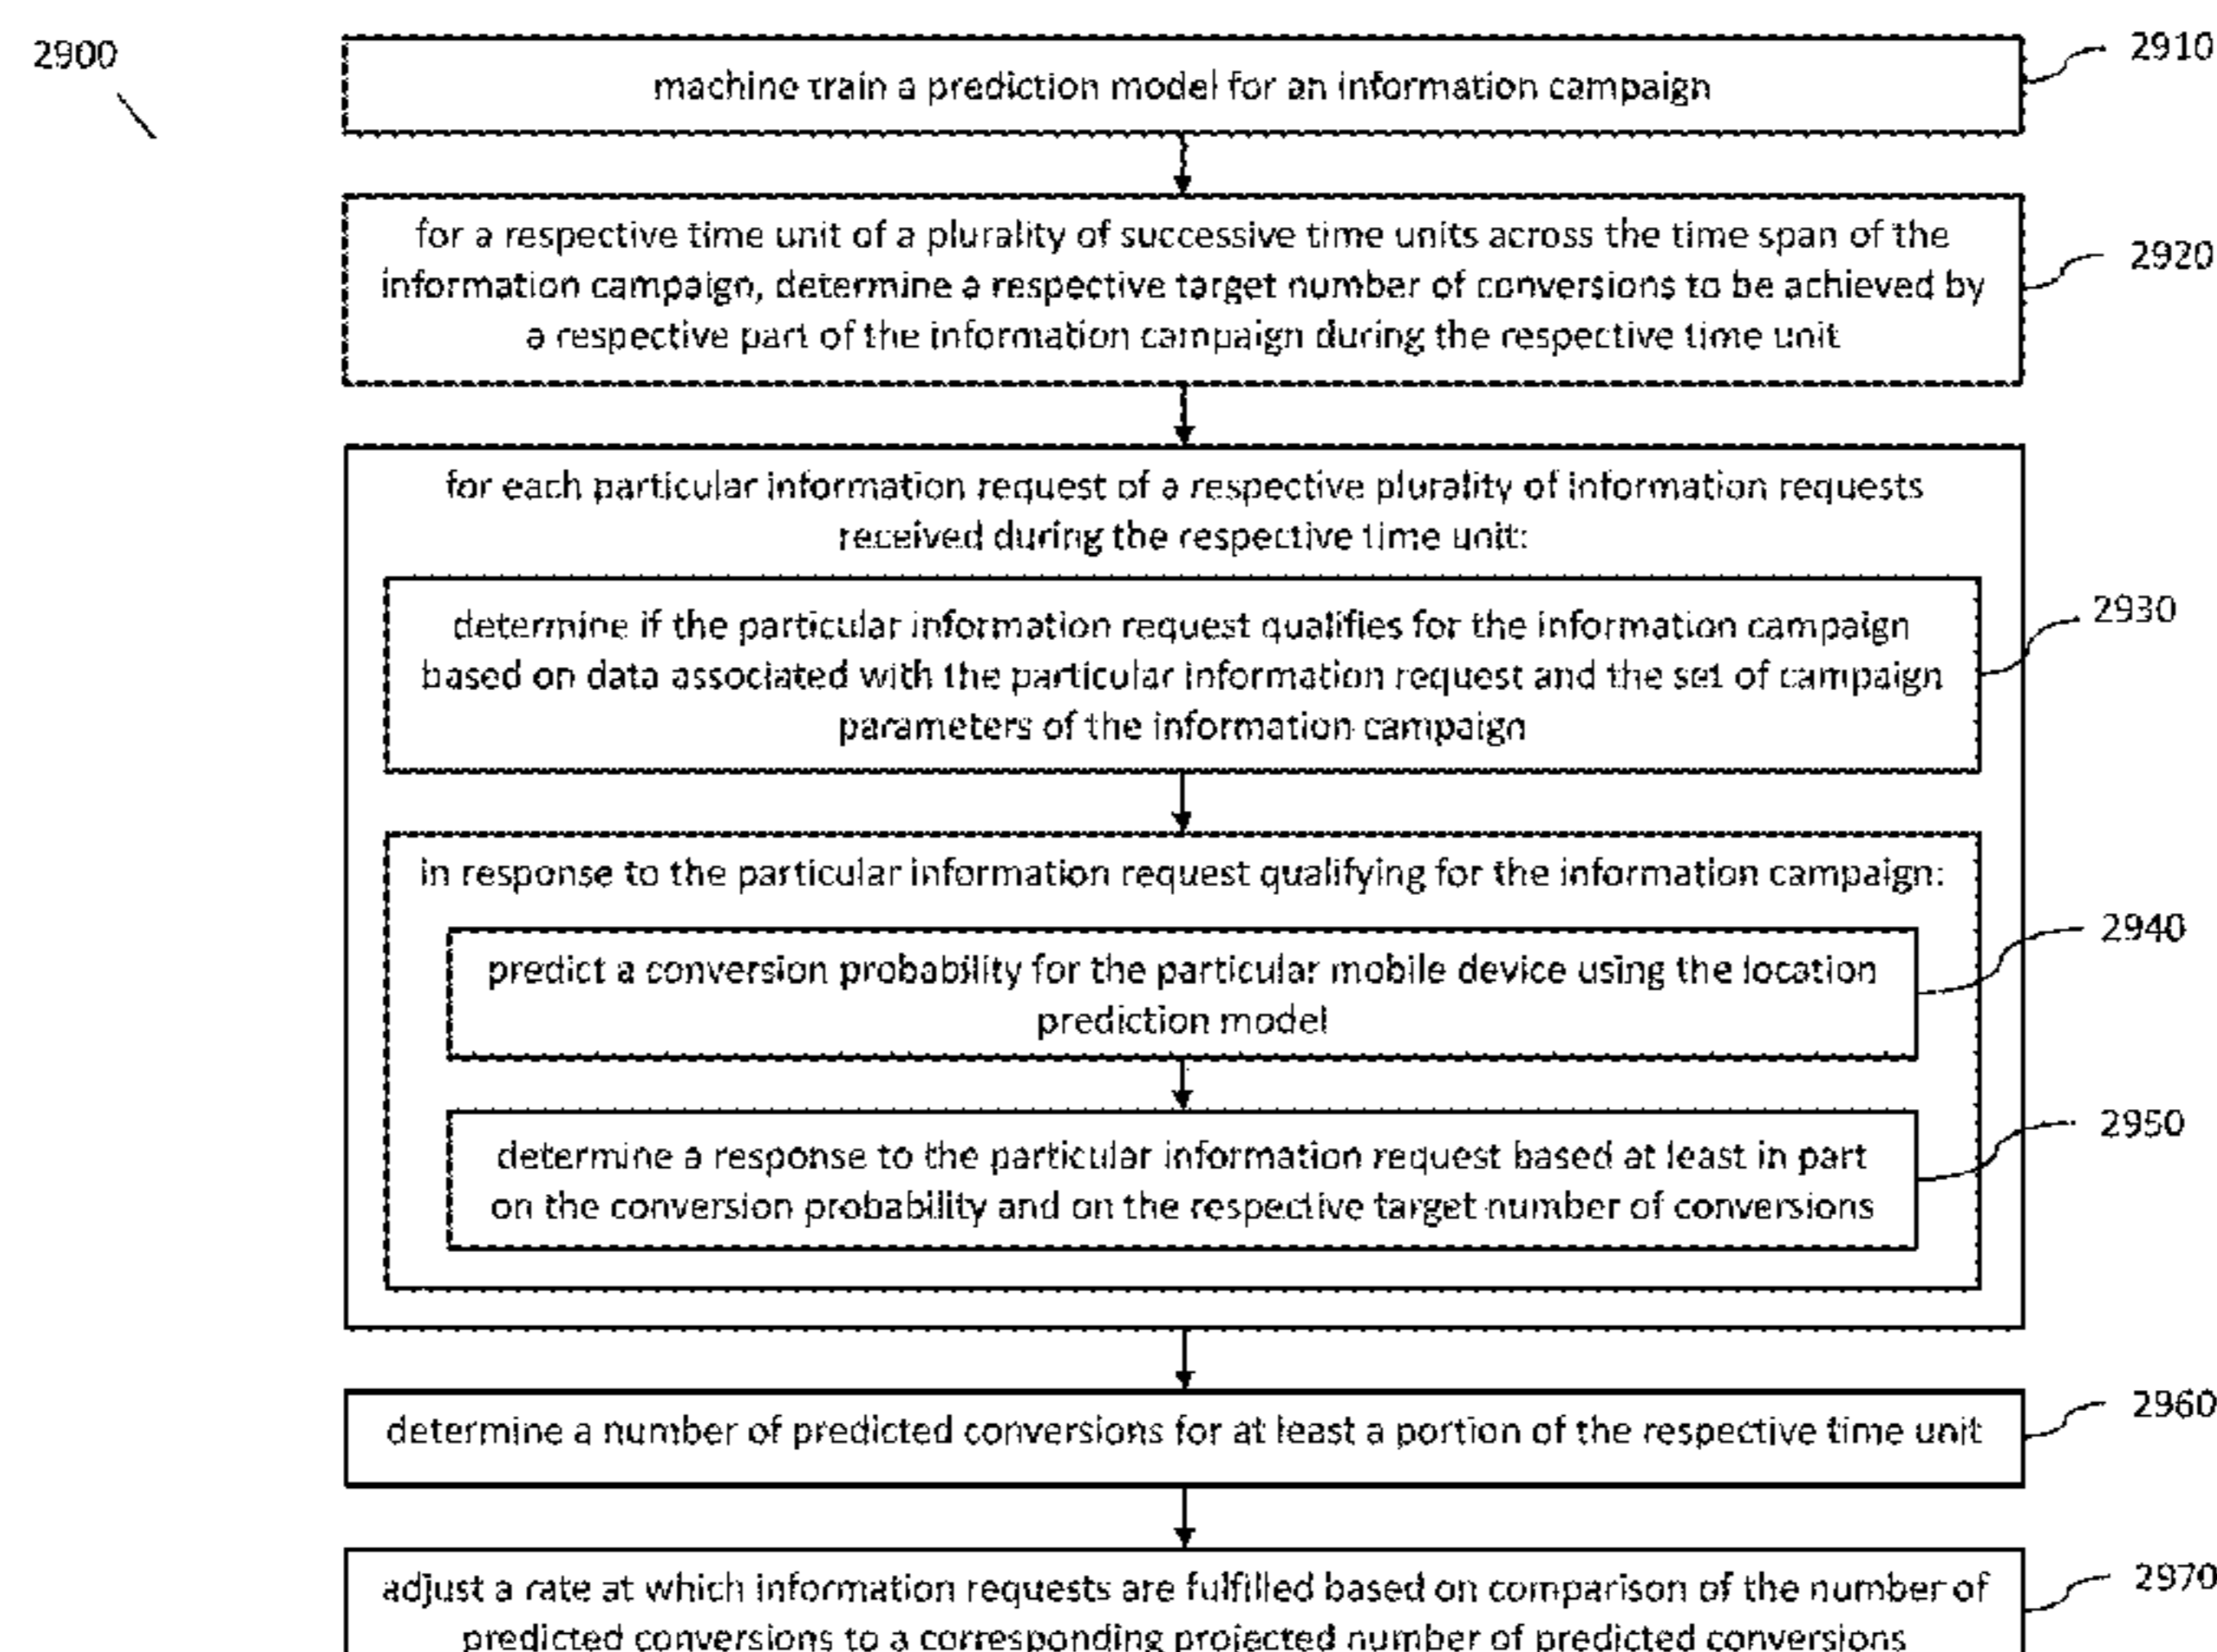 2900
machine train a prediction model for an information campaign
2910
for a respective time unit of a plurality of successive time units across the time span of the
information campaign, determine a respective target number of conversions to be achieved by
a respective part of the information campaign during the respective time unit
2920
for each particular information request of a respective plurality of information requests
received during the respective time unit:
determine if the particular information request qualifies for the information campaign
based on data associated with the particular information request and the set of campaign
parameters of the information campaign
2930
in response to the particular information request qualifying for the information campaign:
predict a conversion probability for the particular mobile device using the location
prediction model
2940
determine a response to the particular information request based at least in part
on the conversion probability and on the respective target number of conversions
2950
determine a number of predicted conversions for at least a portion of the respective time unit
2960
adjust a rate at which information requests are fulfilled based on comparison of the number of
predicted conversions to a corresponding projected number of predicted conversions
2970